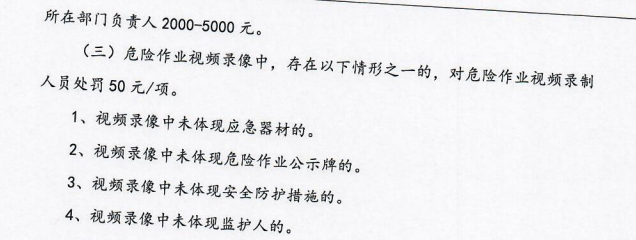 所在部门负责人 2000-5000 元。
（三）危险作业视频录像中，存在以下情形之一的，对危险作业视频录制
人员处罚 50 元/项。
1、视频录像中未体现应急器材的。
2、视频录像中未体现危险作业公示牌的。
3、视频录像中未体现安全防护措施的。
4、视频录像中未体现监护人的。